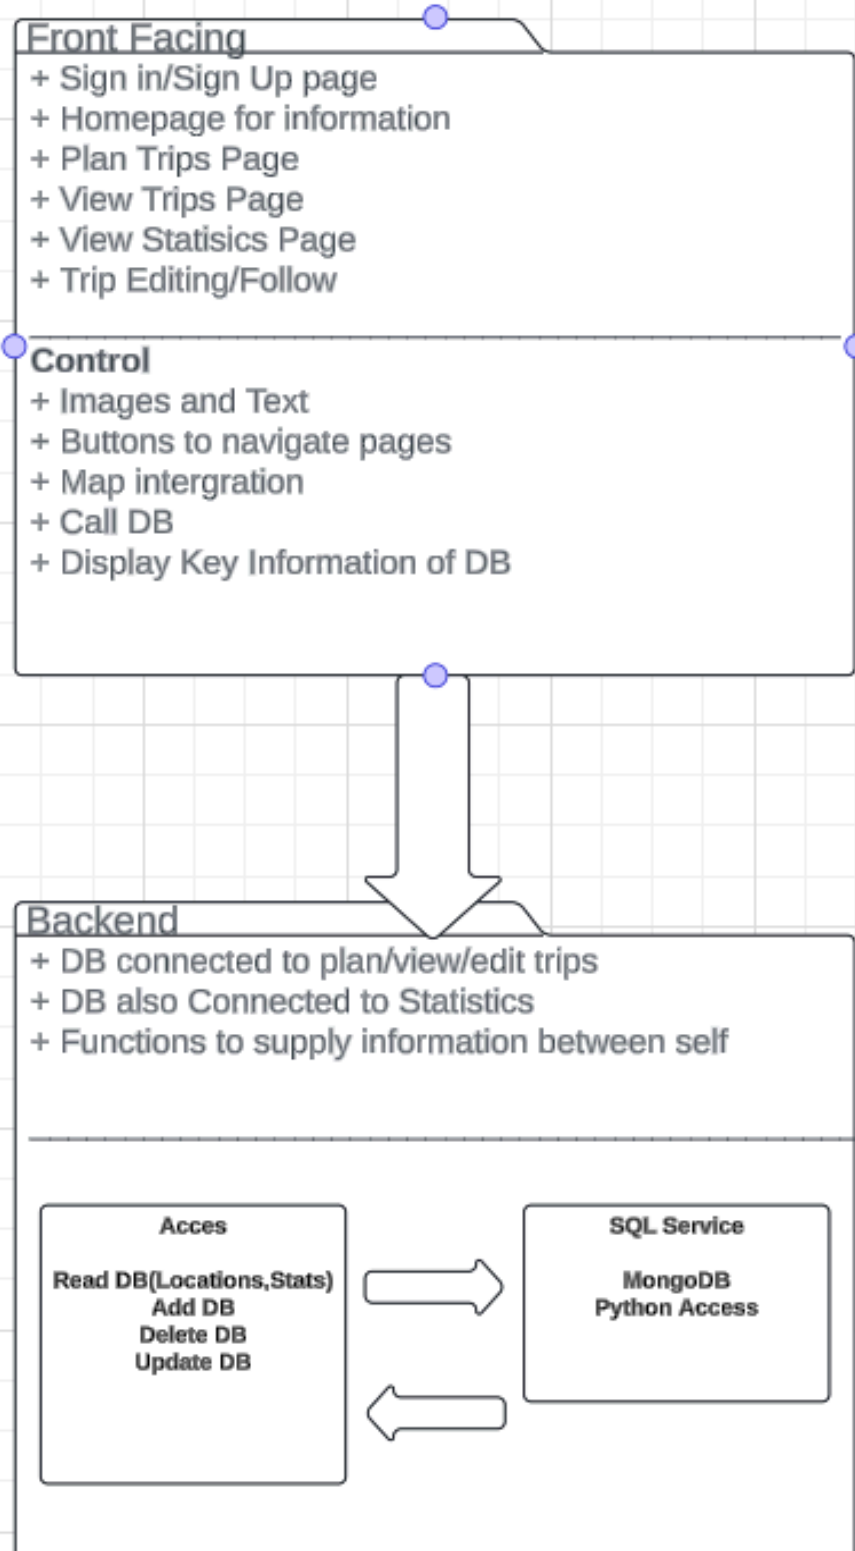 Front Facing
+ Sign in/Sign Up page
+ Homepage for information
+ Plan Trips Page
+ View Trips Page
+ View Statisics Page
+ Trip Editing/Follow
Control
+ Images and Text
+ Buttons to navigate pages
+ Map intergration
+ Call DB
+ Display Key Information of DB
Backend
+ DB connected to plan/view/edit trips
+ DB also Connected to Statistics
+ Functions to supply information between self
Acces
Read DB(Locations,Stats)
Add DB
Delete DB
Update DB
SQL Service
MongoDB
Python Access